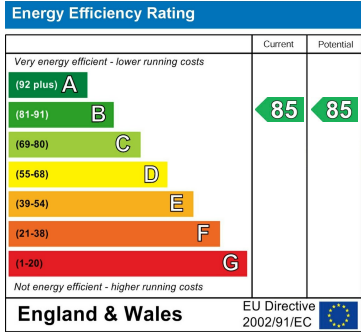 Energy Efficiency Rating
Current Potential
Very energy efficient - lower running costs
(92 plus) A
(81-91) B 85 85
(69-80) C
(55-68) D
(39-54) E
(21-38) F
(1-20) G
Not energy efficient - higher running costs
England & Wales
EU Directive
2002/91/EC